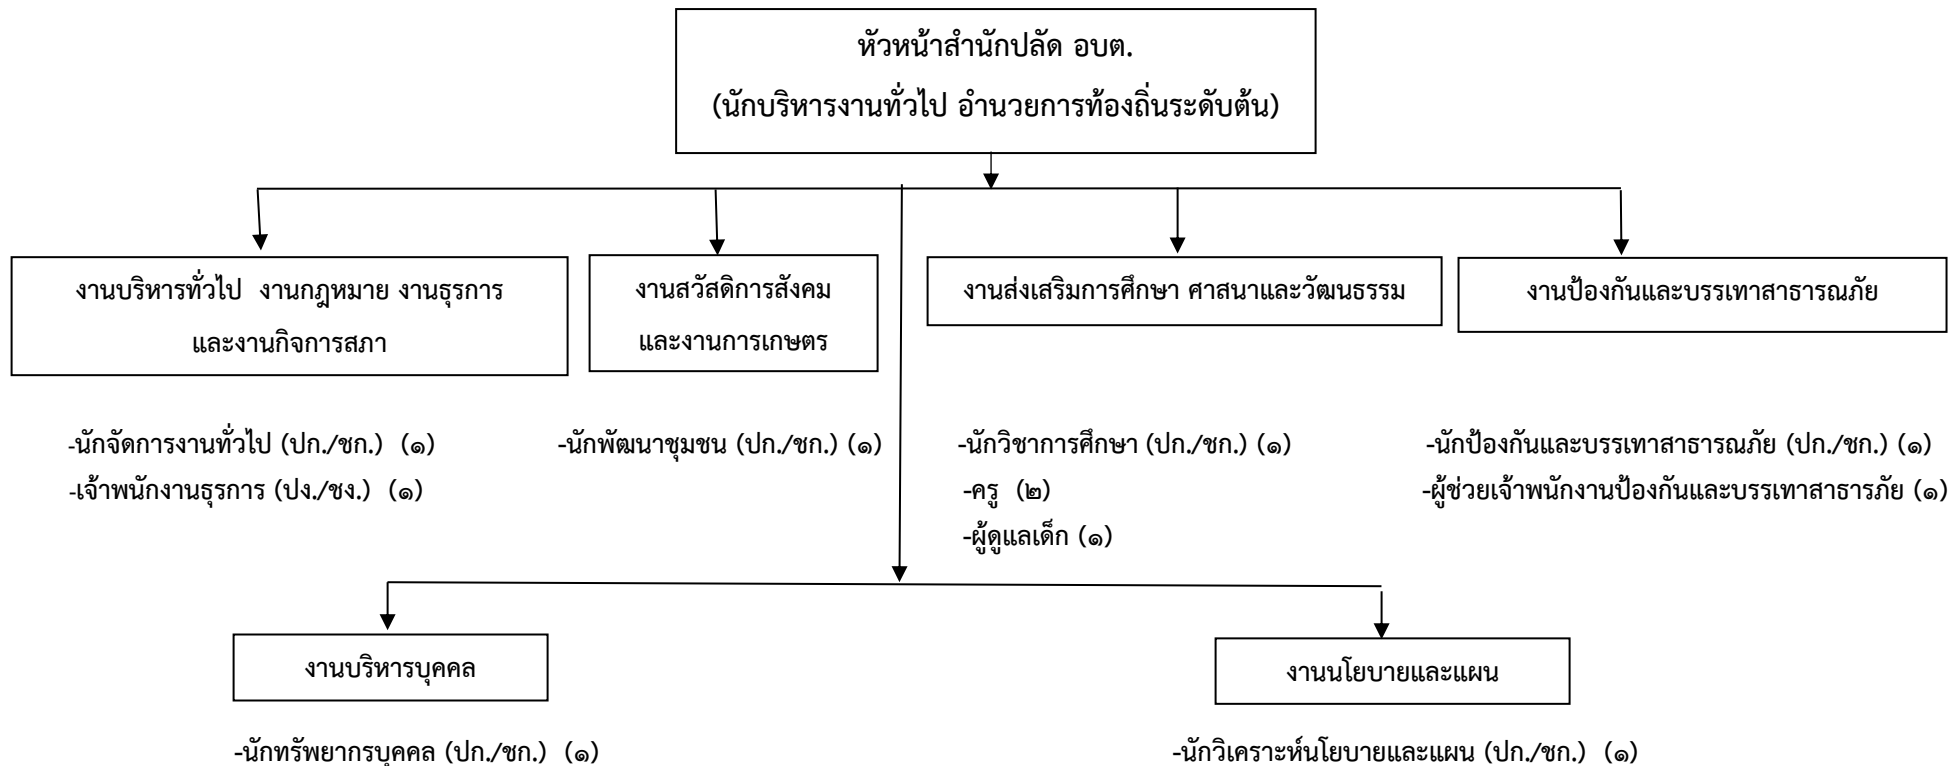 หัวหน้าสำนักปลัด อบต.
(นักบริหารงานทั่วไป อำนวยการท้องถิ่นระดับต้น)
งานบริหารทั่วไป งานกฎหมาย งานธุรการ
และงานกิจการสภา
งานสวัสดิการสังคม
และงานการเกษตร
งานส่งเสริมการศึกษา ศาสนาและวัฒนธรรม
งานป้องกันและบรรเทาสาธารณภัย
-นักจัดการงานทั่วไป (ปก./ชก.) (๑)
-เจ้าพนักงานธุรการ (ปง./ชง.) (๑)
-นักพัฒนาชุมชน (ปก./ชก.) (๑)
-นักวิชาการศึกษา (ปก./ชก.) (๑)
-ครู (๒)
-ผู้ดูแลเด็ก (๑)
-นักป้องกันและบรรเทาสาธารณภัย (ปก./ชก.) (๑)
-ผู้ช่วยเจ้าพนักงานป้องกันและบรรเทาสาธารภัย (๑)
งานบริหารบุคคล
-นักทรัพยากรบุคคล (ปก./ชก.) (๑)
งานนโยบายและแผน
-นักวิเคราะห์นโยบายและแผน (ปก./ชก.) (๑)